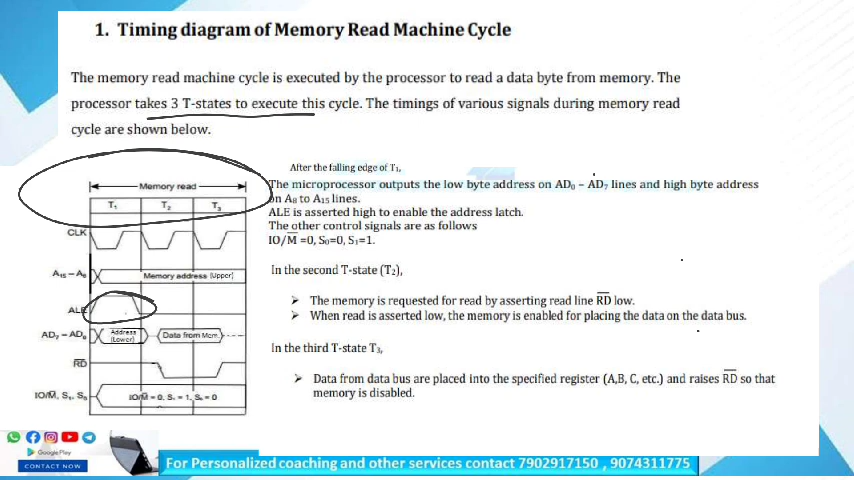 1. Timing diagram of Memory Read Machine Cycle
The memory read machine cycle is executed by the processor to read a data byte from memory. The
processor takes 3 T-states to execute this cycle. The timings of various signals during memory read
cycle are shown below.
After the falling edge of T₁,
The microprocessor outputs the low byte address on AD₀ – AD₇ lines and high byte address
on A₈ to A₁₅ lines.
ALE is asserted high to enable the address latch.
The other control signals are as follows
IO/M̅ =0, S₀=0, S₁=1.
In the second T-state (T₂),
➢ The memory is requested for read by asserting read line R̅D̅ low.
➢ When read is asserted low, the memory is enabled for placing the data on the data bus.
In the third T-state T₃,
➢ Data from data bus are placed into the specified register (A,B, C, etc.) and raises R̅D̅ so that
memory is disabled.
Memory read
T₁ T₂ T₃
CLK
A₁₅ – A₈ Memory address (Upper)
ALE
AD₇ – AD₀ Address (Lower) Data from Mem.
R̅D̅
IO/M̅, S₁, S₀ IO/M̅ = 0, S₁ = 1, S₀ = 0
Google Play
CONTACT NOW
For Personalized coaching and other services contact 7902917150 , 9074311775